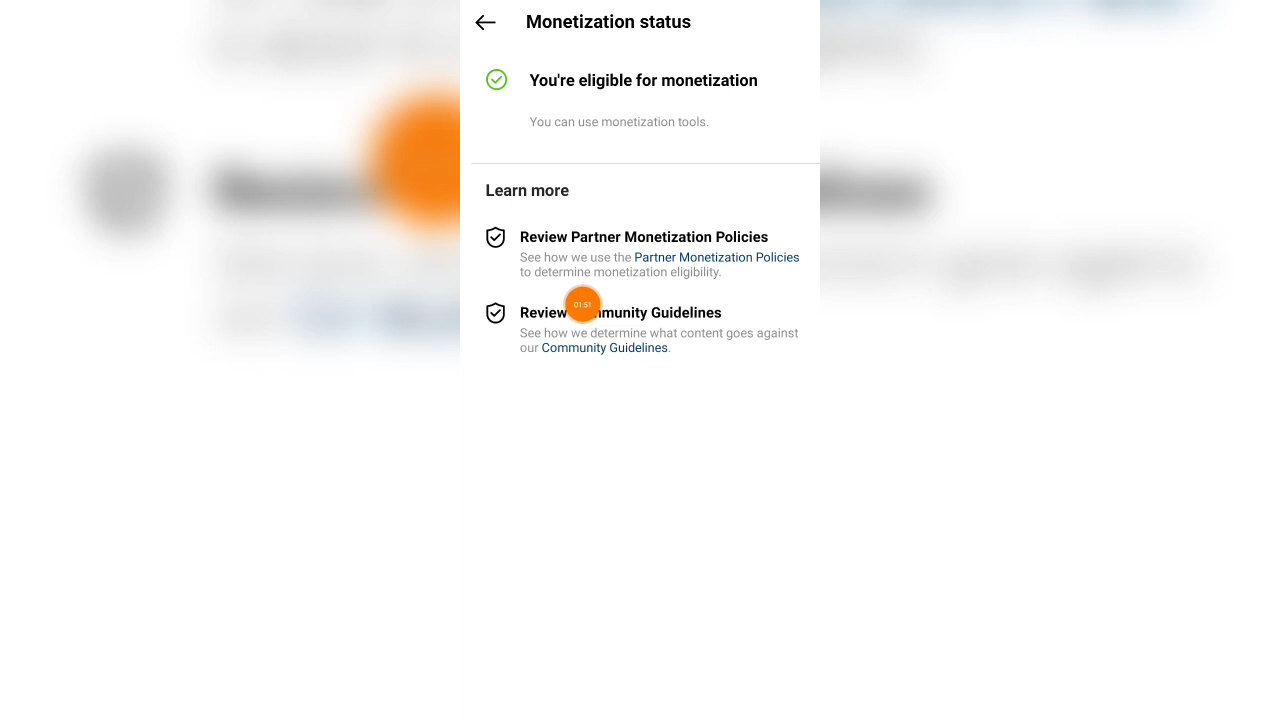 Monetization status
You're eligible for monetization
You can use monetization tools.
Learn more
Review Partner Monetization Policies
See how we use the Partner Monetization Policies
to determine monetization eligibility.
01:51
Review munity Guidelines
See how we determine what content goes against
our Community Guidelines.